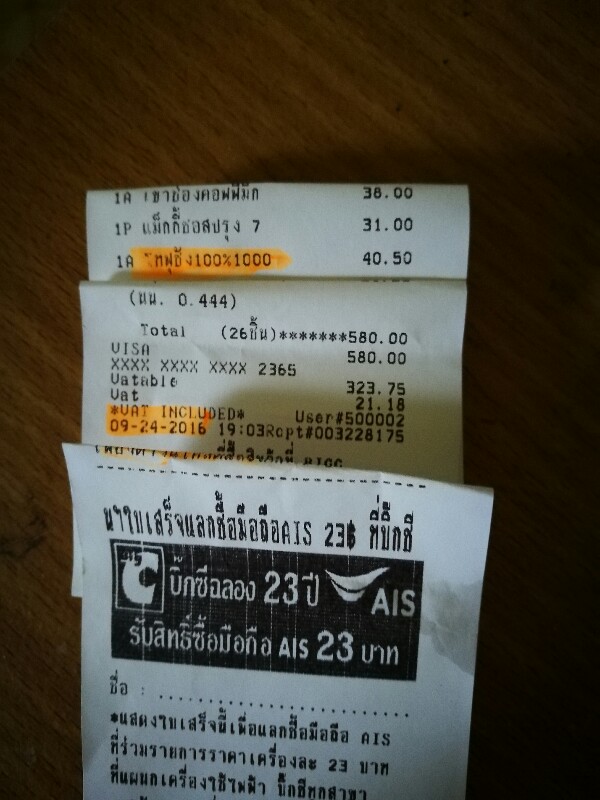 1A เขาช่องคอฟฟี่มิก 38.00
1P แม็กกี้ซอสปรุง 7 31.00
1A โทฟุซัง100%1000 40.50
(นน. 0.444)
Total (26ชิ้น)*******580.00
VISA 580.00
XXXX XXXX XXXX 2365
Vatable 323.75
Vat 21.18
*VAT INCLUDED* User#500002
09-24-2016 19:03Rcpt#003228175
นำใบเสร็จแลกซื้อมือถือAIS 23฿ ที่บิ๊กซี
บิ๊กซีฉลอง 23 ปี AIS
รับสิทธิ์ซื้อมือถือ AIS 23 บาท
ชื่อ : ........................
*แสดงใบเสร็จนี้เพื่อแลกซื้อมือถือ AIS
ที่ร่วมรายการราคาเครื่องละ 23 บาท
ที่แผนกเครื่องใช้ไฟฟ้า บิ๊กซีทุกสาขา